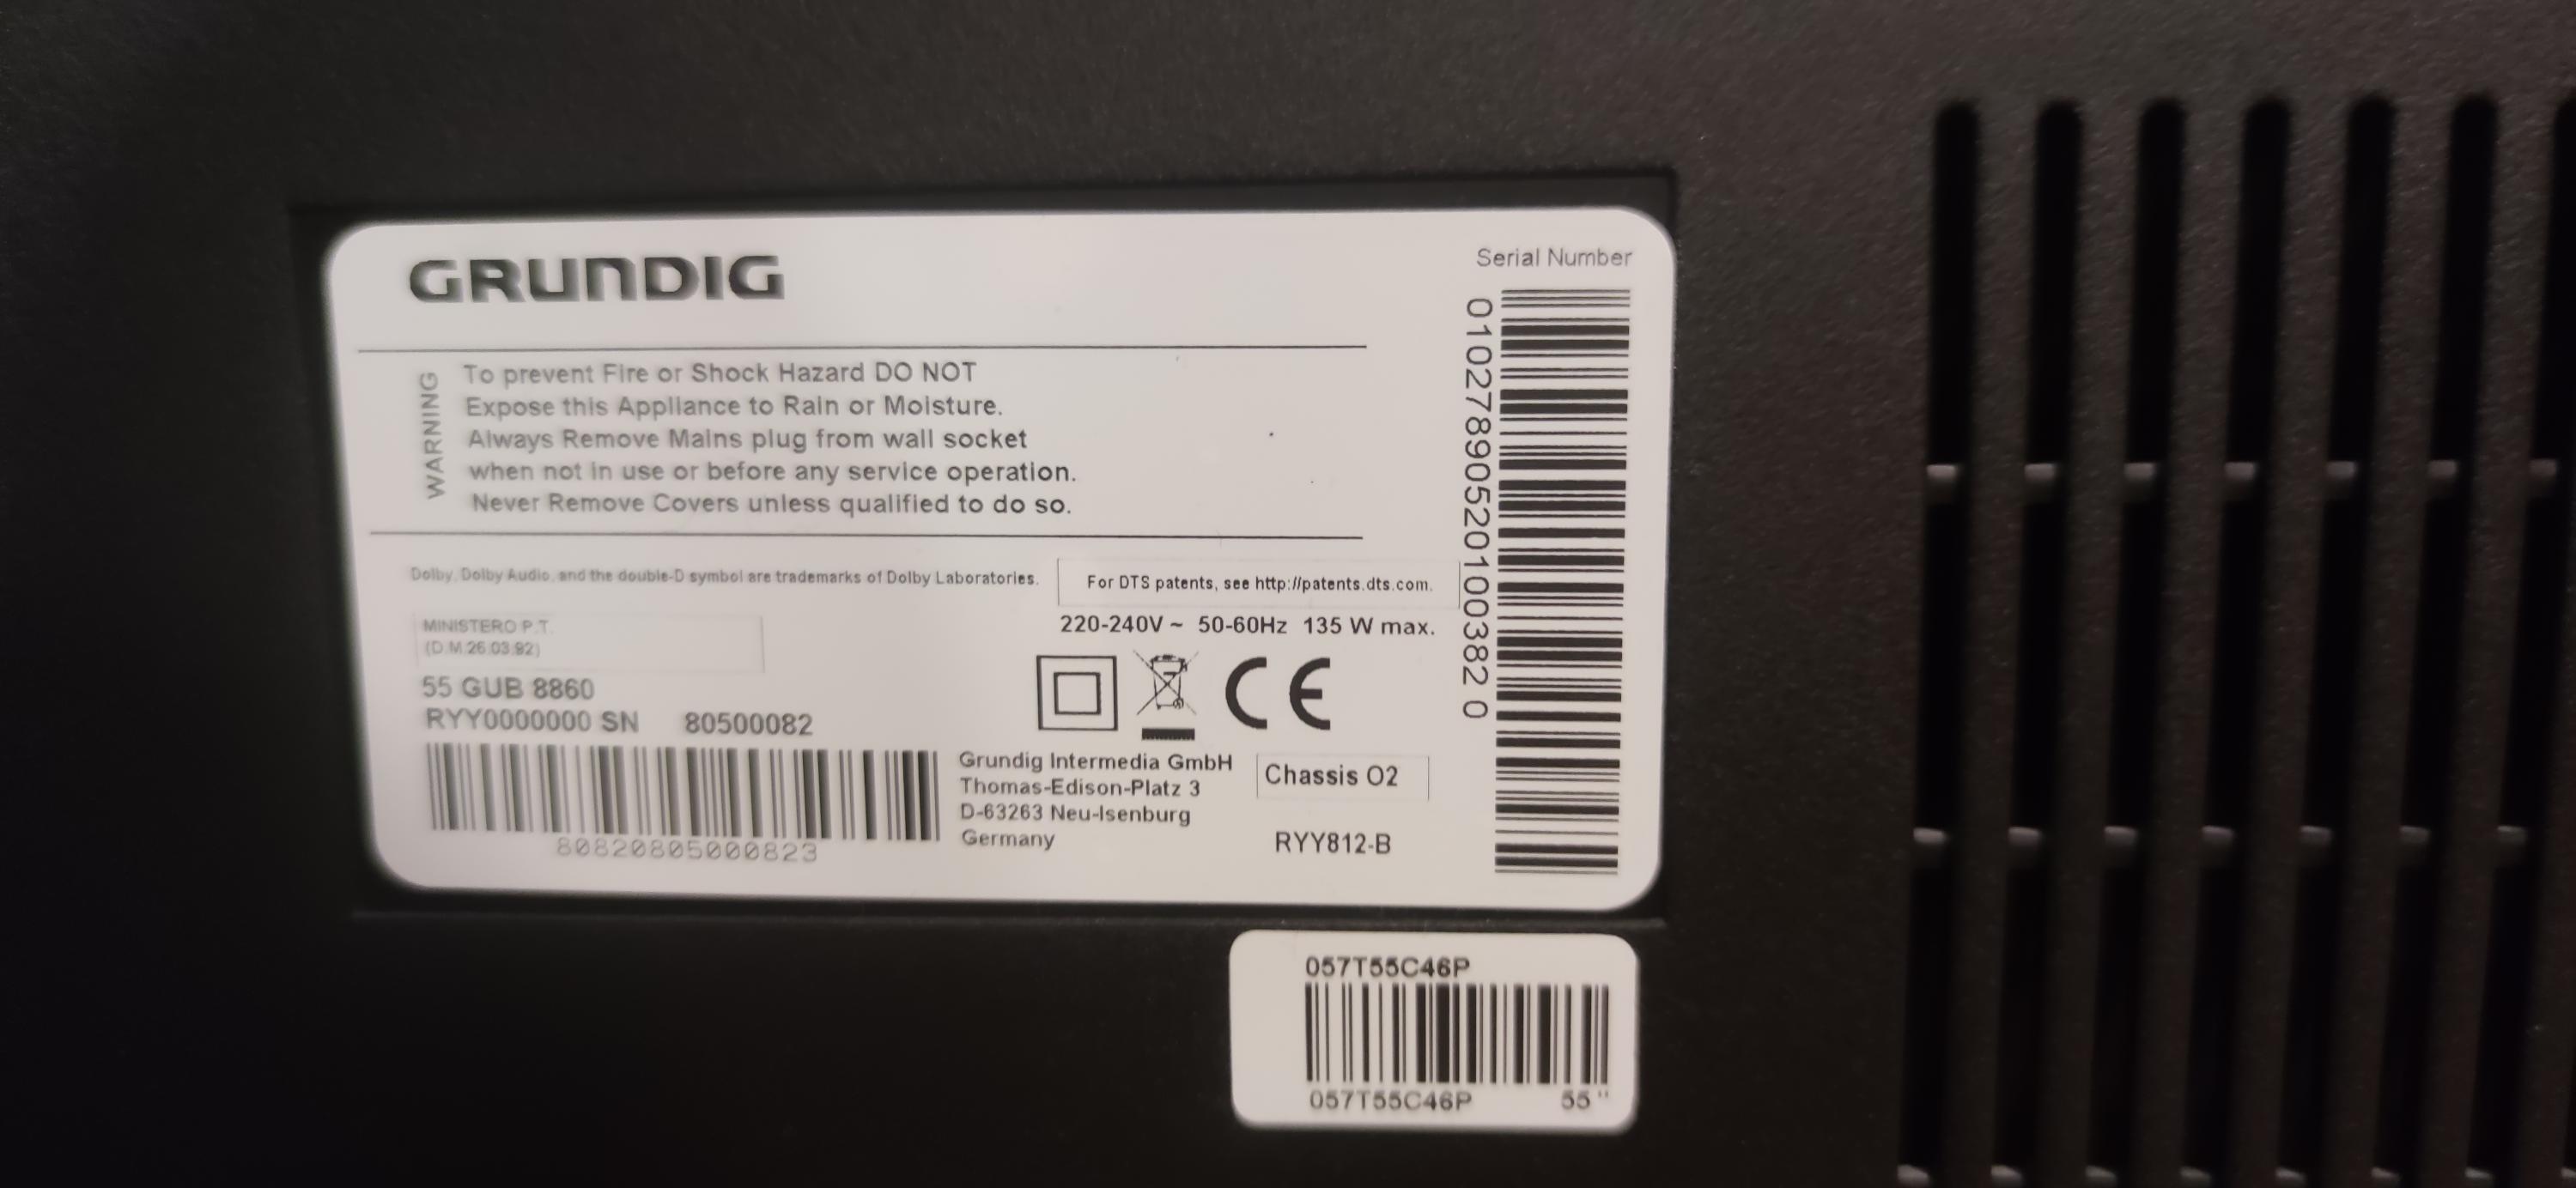 GRUNDIG
Serial Number
WARNING
To prevent Fire or Shock Hazard DO NOT
Expose this Appliance to Rain or Moisture.
Always Remove Mains plug from wall socket
when not in use or before any service operation.
Never Remove Covers unless qualified to do so.
01027890520100382 0
Dolby, Dolby Audio, and the double-D symbol are trademarks of Dolby Laboratories.
For DTS patents, see http://patents.dts.com.
MINISTERO P.T.
(D.M.26.03.92)
220-240V ~ 50-60Hz 135 W max.
55 GUB 8860
RYY0000000 SN 80500082
CE
80820805000823
Grundig Intermedia GmbH
Thomas-Edison-Platz 3
D-63263 Neu-Isenburg
Germany
Chassis O2
RYY812-B
057T55C46P
057T55C46P 55"